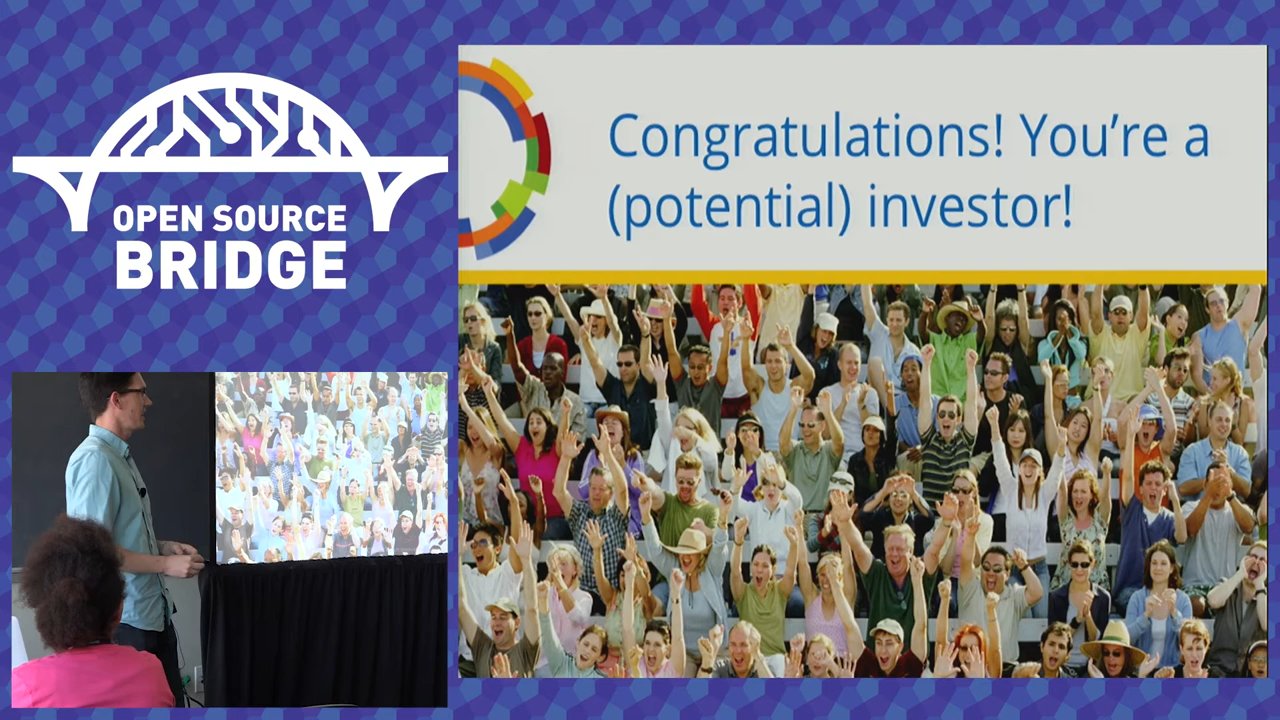 OPEN SOURCE
BRIDGE
Congratulations! You're a
(potential) investor!